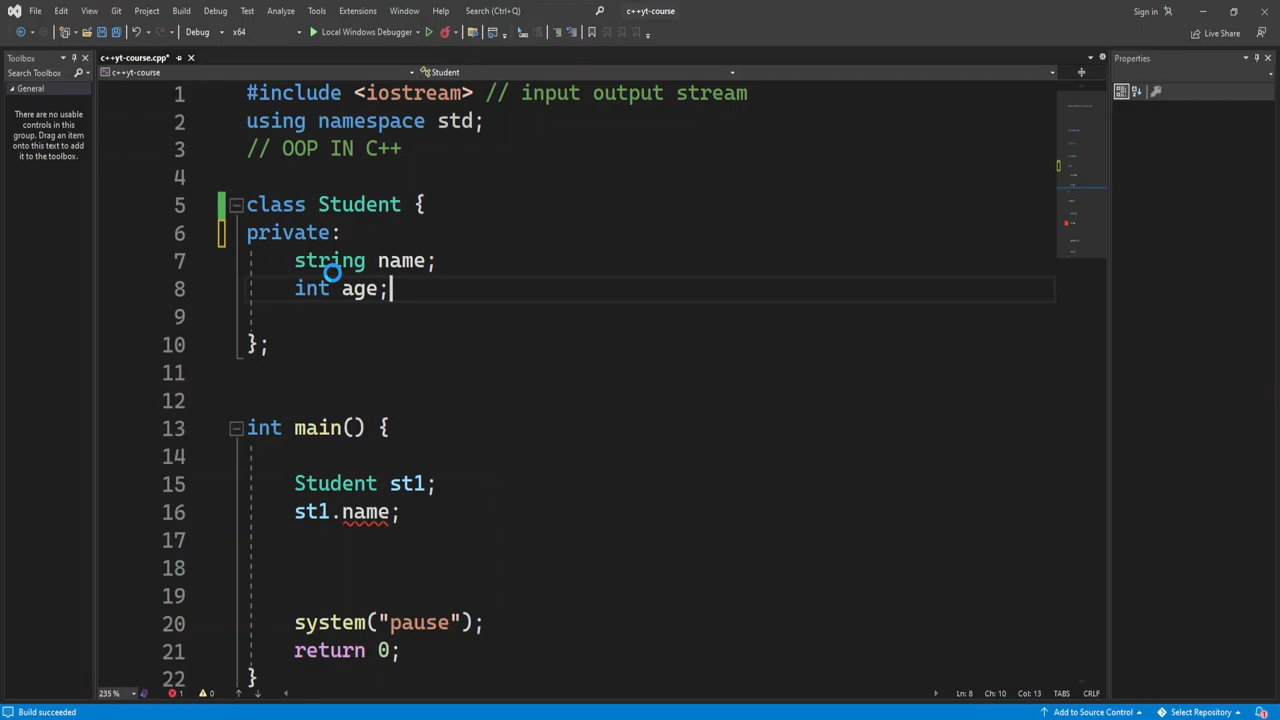 File Edit View Git Project Build Debug Test Analyze Tools Extensions Window Help Search (Ctrl+Q) c++yt-course Sign in
Debug x64 Local Windows Debugger Live Share
Toolbox c++yt-course.cpp* Properties
Search Toolbox c++yt-course Student
General
There are no usable
controls in this
group. Drag an item
onto this text to add
it to the toolbox.
1 #include <iostream> // input output stream
2 using namespace std;
3 // OOP IN C++
4
5 class Student {
6 private:
7 string name;
8 int age;
9
10 };
11
12
13 int main() {
14
15 Student st1;
16 st1.name;
17
18
19
20 system("pause");
21 return 0;
22 }
235 % 1 0 Ln: 8 Ch: 10 Col: 13 TABS CRLF
Build succeeded Add to Source Control Select Repository 1